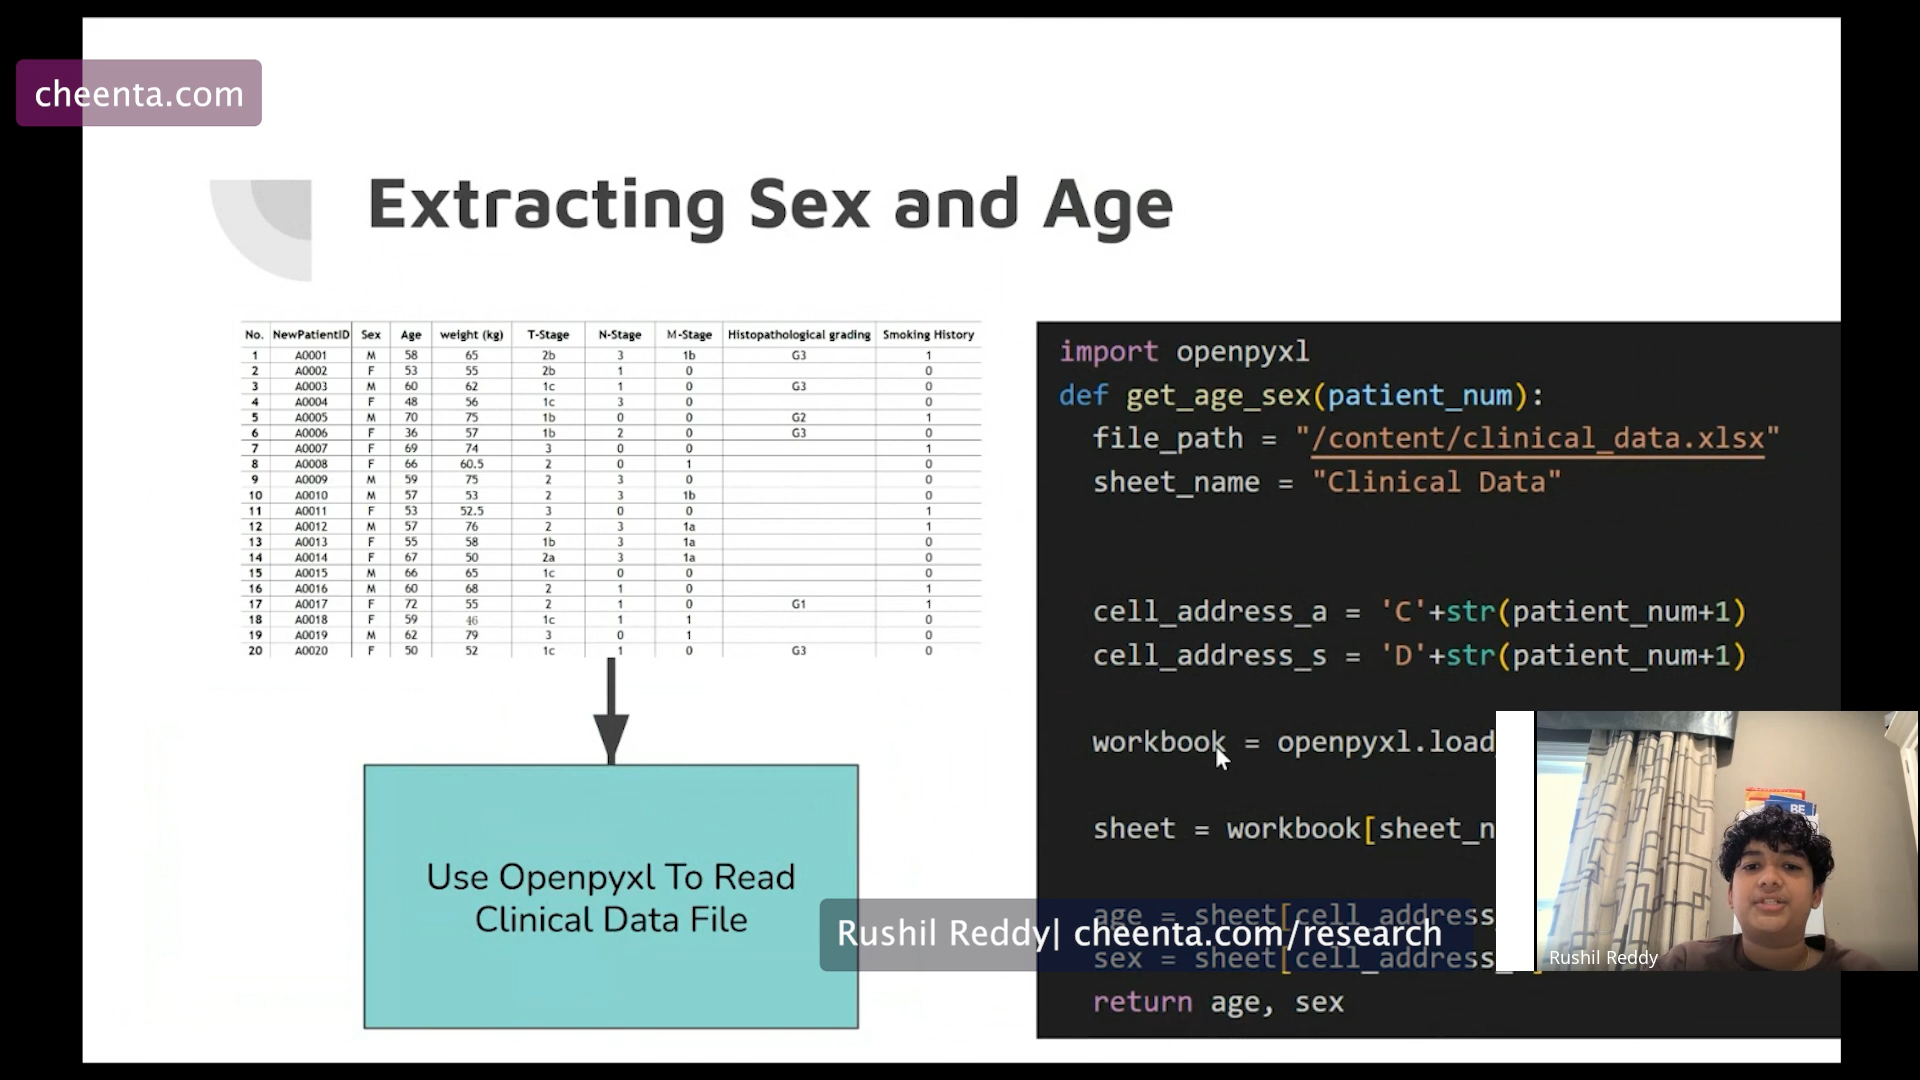 cheenta.com
Extracting Sex and Age
No. NewPatientID Sex Age weight (kg) T-Stage N-Stage M-Stage Histopathological grading Smoking History
1 A0001 M 58 65 2b 3 1b G3 1
2 A0002 F 53 55 2b 1 0 0
3 A0003 M 60 62 1c 1 0 G3 0
4 A0004 F 48 56 1c 3 0 0
5 A0005 M 70 75 1b 0 0 G2 1
6 A0006 F 36 57 1b 2 0 G3 0
7 A0007 F 69 74 3 0 0 1
8 A0008 F 66 60.5 2 0 1 0
9 A0009 M 59 75 2 3 0 0
10 A0010 M 57 53 2 3 1b 0
11 A0011 F 53 52.5 3 0 0 1
12 A0012 M 57 76 2 3 1a 1
13 A0013 F 55 58 1b 3 1a 0
14 A0014 F 67 50 2a 3 1a 0
15 A0015 M 66 65 1c 0 0 0
16 A0016 M 60 68 2 1 0 1
17 A0017 F 72 55 2 1 0 G1 1
18 A0018 F 59 46 1c 1 1 0
19 A0019 M 62 79 3 0 1 0
20 A0020 F 50 52 1c 1 0 G3 0
Use Openpyxl To Read
Clinical Data File
import openpyxl
def get_age_sex(patient_num):
file_path = "/content/clinical_data.xlsx"
sheet_name = "Clinical Data"
cell_address_a = 'C'+str(patient_num+1)
cell_address_s = 'D'+str(patient_num+1)
workbook = openpyxl.load
sheet = workbook[sheet_n
age = sheet[cell_address
sex = sheet[cell_address_
return age, sex
Rushil Reddy| cheenta.com/research
BE
Rushil Reddy